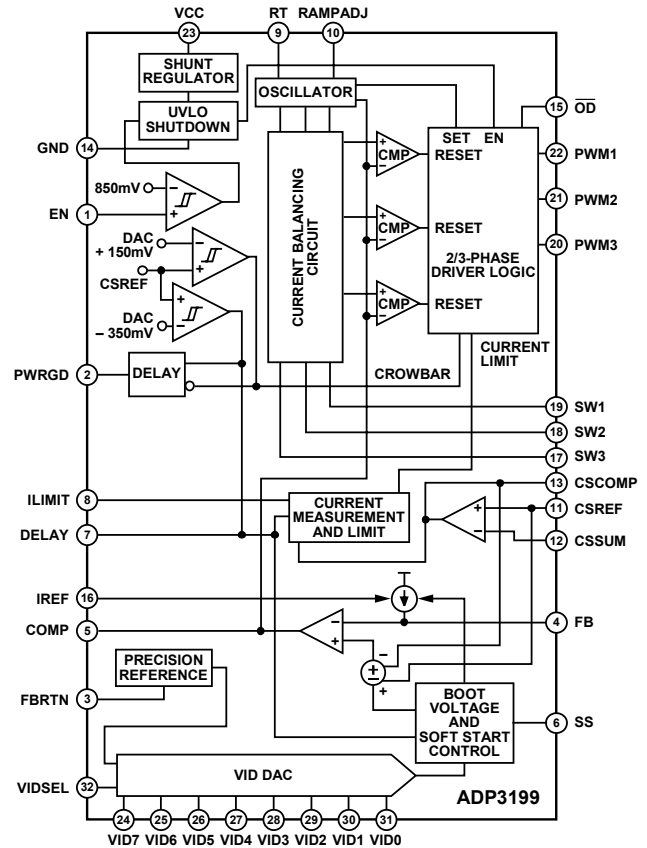 VCC
RT
RAMPADJ
23
9
10
SHUNT
REGULATOR
OSCILLATOR
UVLO
SHUTDOWN
15
OD
SET EN
GND
14
+
–
CMP
RESET
22
PWM1
850mV
–
+
EN
1
21
PWM2
DAC
+ 150mV
–
+
CSREF
+
–
CMP
RESET
20
PWM3
CURRENT BALANCING
CIRCUIT
2/3-PHASE
DRIVER LOGIC
DAC
– 350mV
+
–
+
–
CMP
RESET
CURRENT
LIMIT
PWRGD
2
DELAY
CROWBAR
19
SW1
18
SW2
17
SW3
13
CSCOMP
ILIMIT
8
CURRENT
MEASUREMENT
AND LIMIT
+
–
11
CSREF
DELAY
7
12
CSSUM
IREF
16
COMP
5
–
+
4
FB
PRECISION
REFERENCE
–
±
+
FBRTN
3
BOOT
VOLTAGE
AND
SOFT START
CONTROL
6
SS
VID DAC
VIDSEL
32
ADP3199
24
25
26
27
28
29
30
31
VID7 VID6 VID5 VID4 VID3 VID2 VID1 VID0